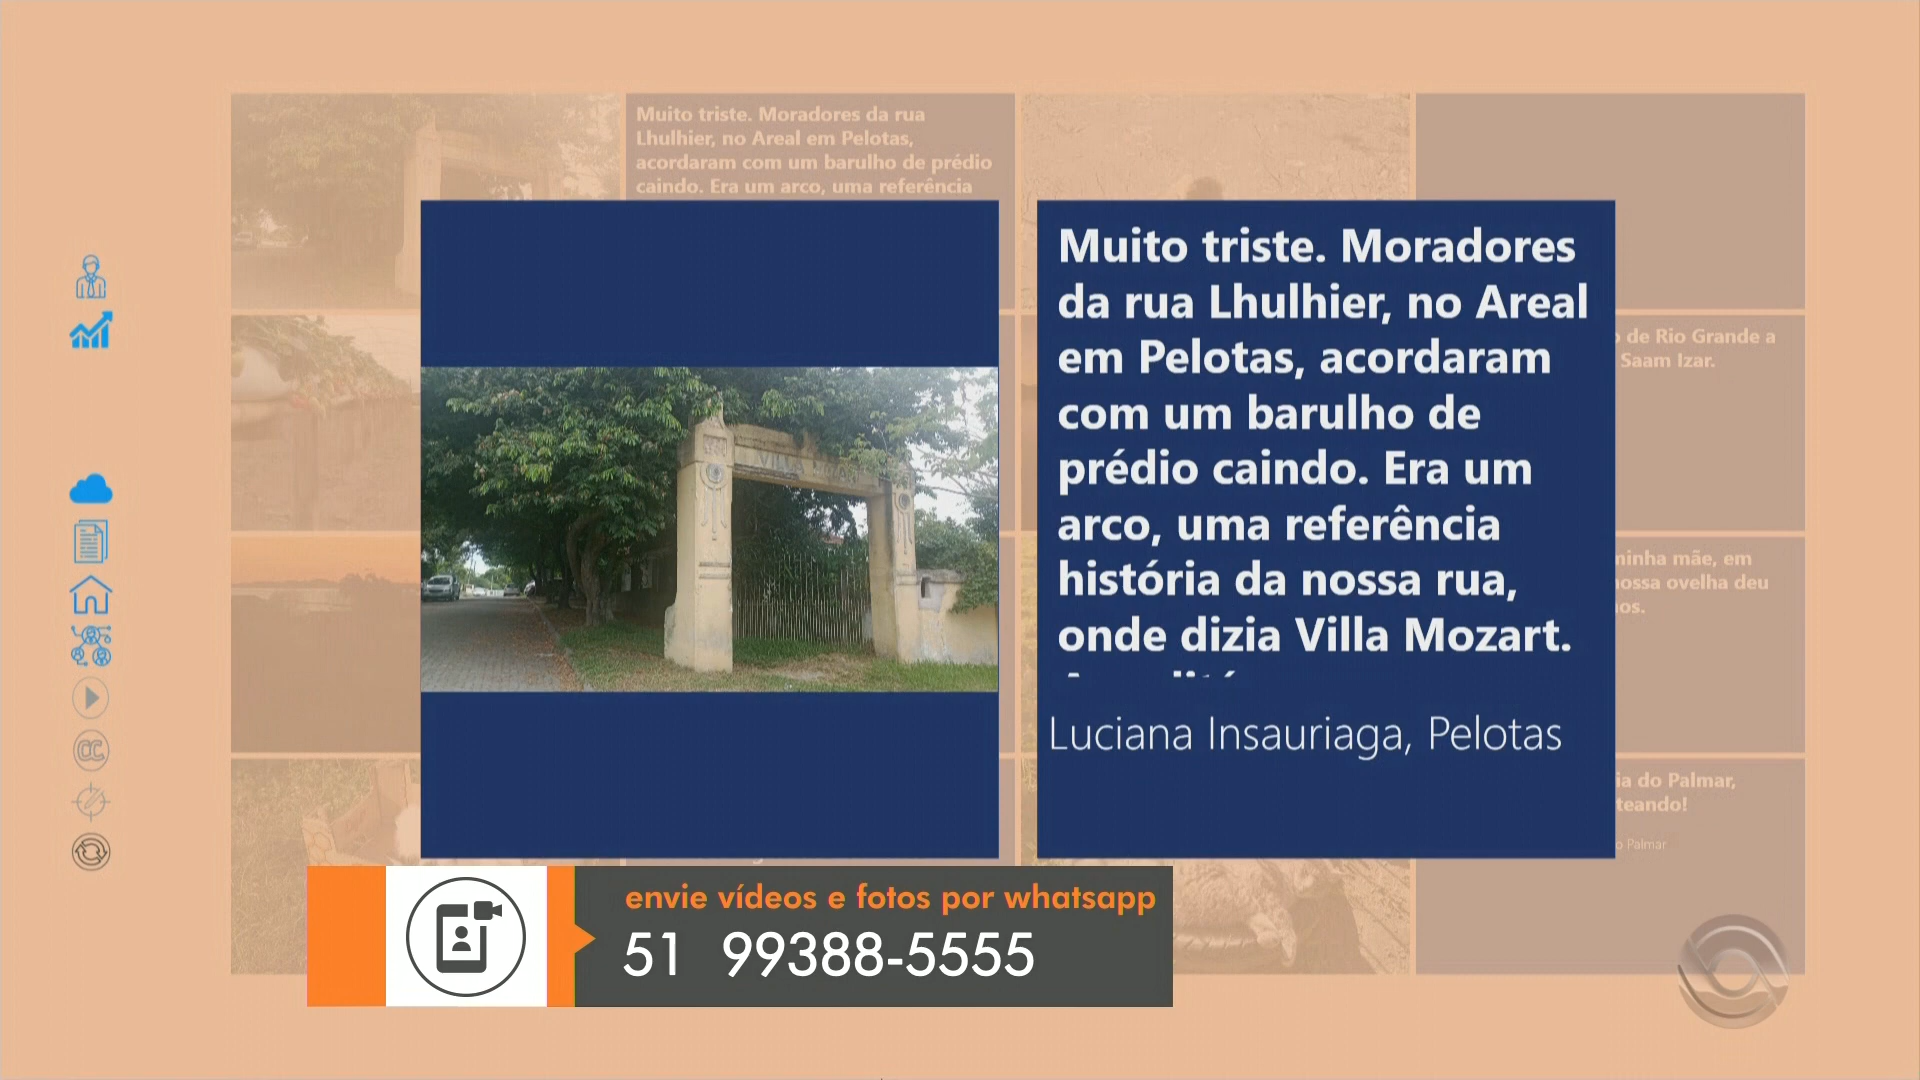 Muito triste. Moradores da rua
Lhulhier, no Areal em Pelotas,
acordaram com um barulho de prédio
caindo. Era um arco, uma referência
Muito triste. Moradores
da rua Lhulhier, no Areal
em Pelotas, acordaram
com um barulho de
prédio caindo. Era um
arco, uma referência
história da nossa rua,
onde dizia Villa Mozart.
Luciana Insauriaga, Pelotas
VILLA
de Rio Grande a
Saam Izar.
minha mãe, em
nossa ovelha deu
do Palmar,
Palmar
CC
envie vídeos e fotos por whatsapp
51 99388-5555